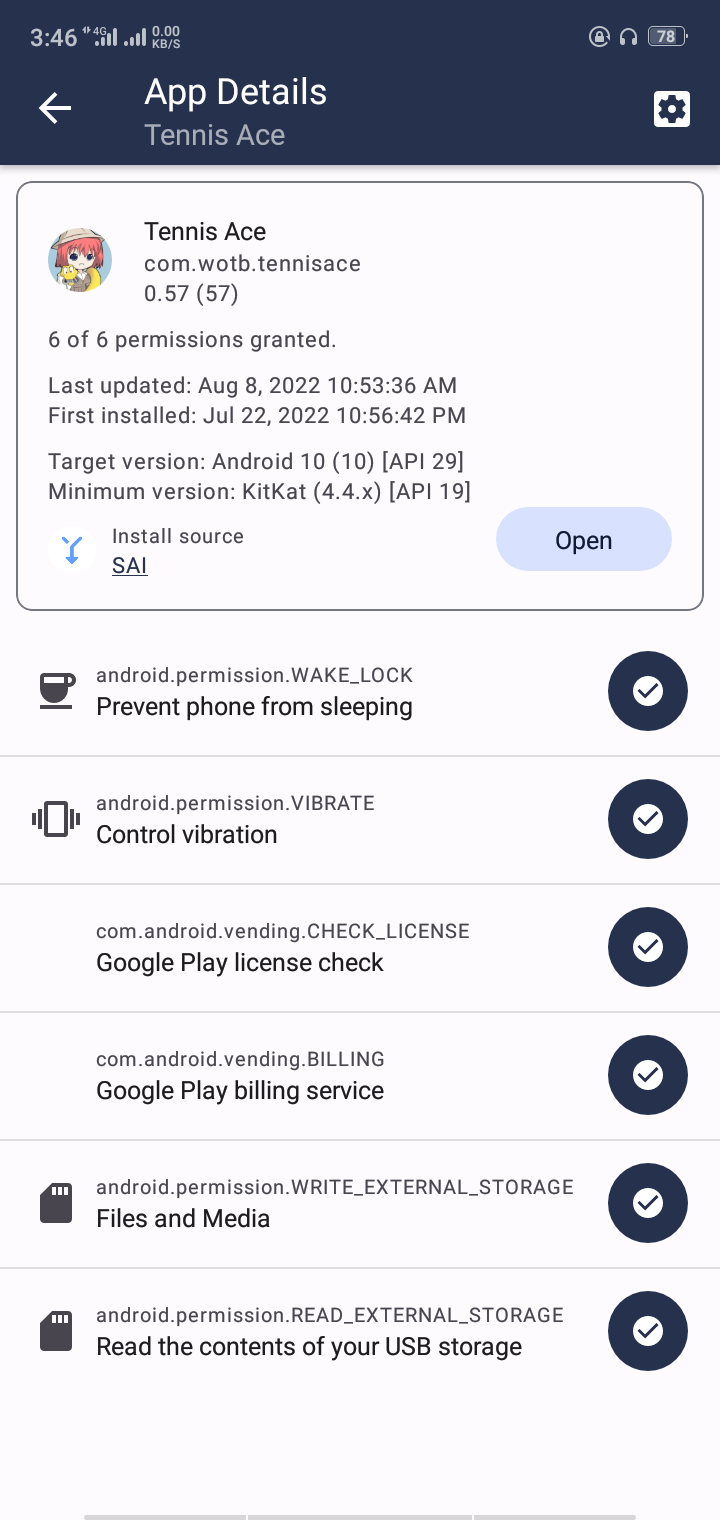 3:46 4G 0.00 KB/S 78
App Details
Tennis Ace
Tennis Ace
com.wotb.tennisace
0.57 (57)
6 of 6 permissions granted.
Last updated: Aug 8, 2022 10:53:36 AM
First installed: Jul 22, 2022 10:56:42 PM
Target version: Android 10 (10) [API 29]
Minimum version: KitKat (4.4.x) [API 19]
Install source
SAI
Open
android.permission.WAKE_LOCK
Prevent phone from sleeping
android.permission.VIBRATE
Control vibration
com.android.vending.CHECK_LICENSE
Google Play license check
com.android.vending.BILLING
Google Play billing service
android.permission.WRITE_EXTERNAL_STORAGE
Files and Media
android.permission.READ_EXTERNAL_STORAGE
Read the contents of your USB storage